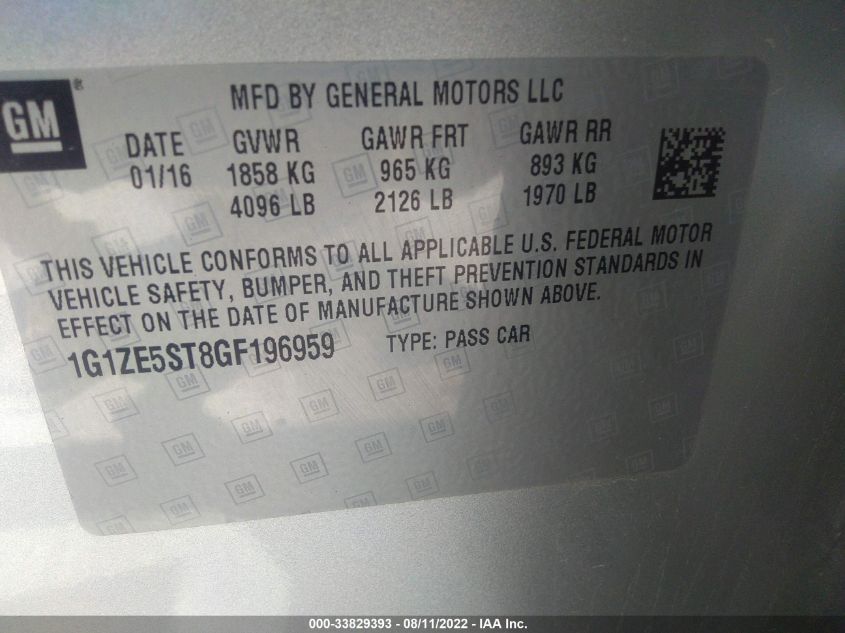 GM ®
MFD BY GENERAL MOTORS LLC
DATE GVWR GAWR FRT GAWR RR
01/16 1858 KG 965 KG 893 KG
4096 LB 2126 LB 1970 LB
THIS VEHICLE CONFORMS TO ALL APPLICABLE U.S. FEDERAL MOTOR
VEHICLE SAFETY, BUMPER, AND THEFT PREVENTION STANDARDS IN
EFFECT ON THE DATE OF MANUFACTURE SHOWN ABOVE.
1G1ZE5ST8GF196959 TYPE: PASS CAR
000-33829393 - 08/11/2022 - IAA Inc.